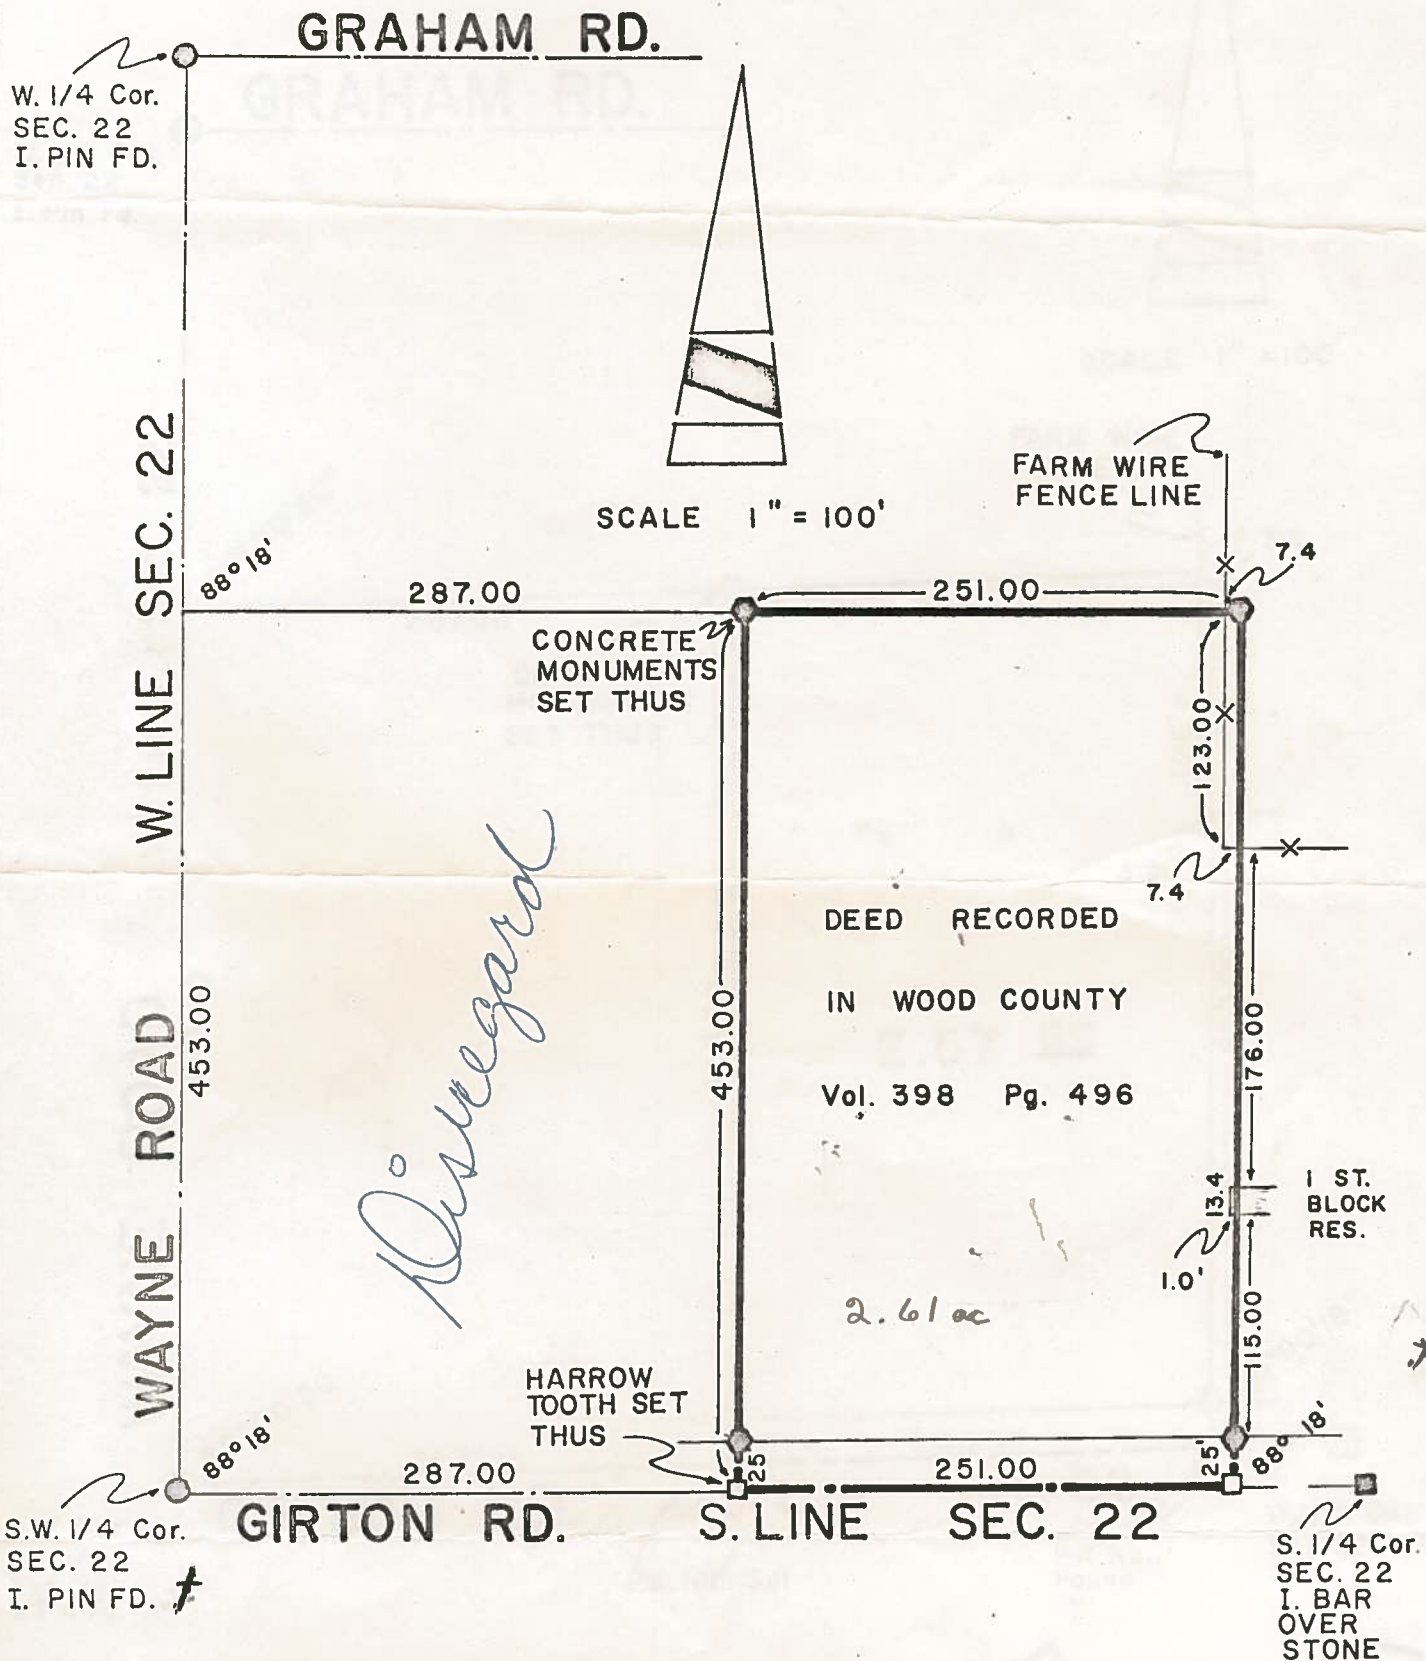 GRAHAM RD.
W. 1/4 Cor.
SEC. 22
I. PIN FD.
SCALE 1" = 100'
FARM WIRE
FENCE LINE
W. LINE SEC. 22
88° 18'
287.00
251.00
7.4
CONCRETE
MONUMENTS
SET THUS
123.00
7.4
DEED RECORDED
IN WOOD COUNTY
Vol. 398 Pg. 496
453.00
453.00
176.00
WAYNE ROAD
Disregard
13.4
1 ST.
BLOCK
RES.
1.0'
2.61 ac
115.00
HARROW
TOOTH SET
THUS
88° 18'
287.00
25'
251.00
25'
88° 18'
S.W. 1/4 Cor.
SEC. 22
I. PIN FD.
GIRTON RD.
S. LINE SEC. 22
S. 1/4 Cor.
SEC. 22
I. BAR
OVER
STONE